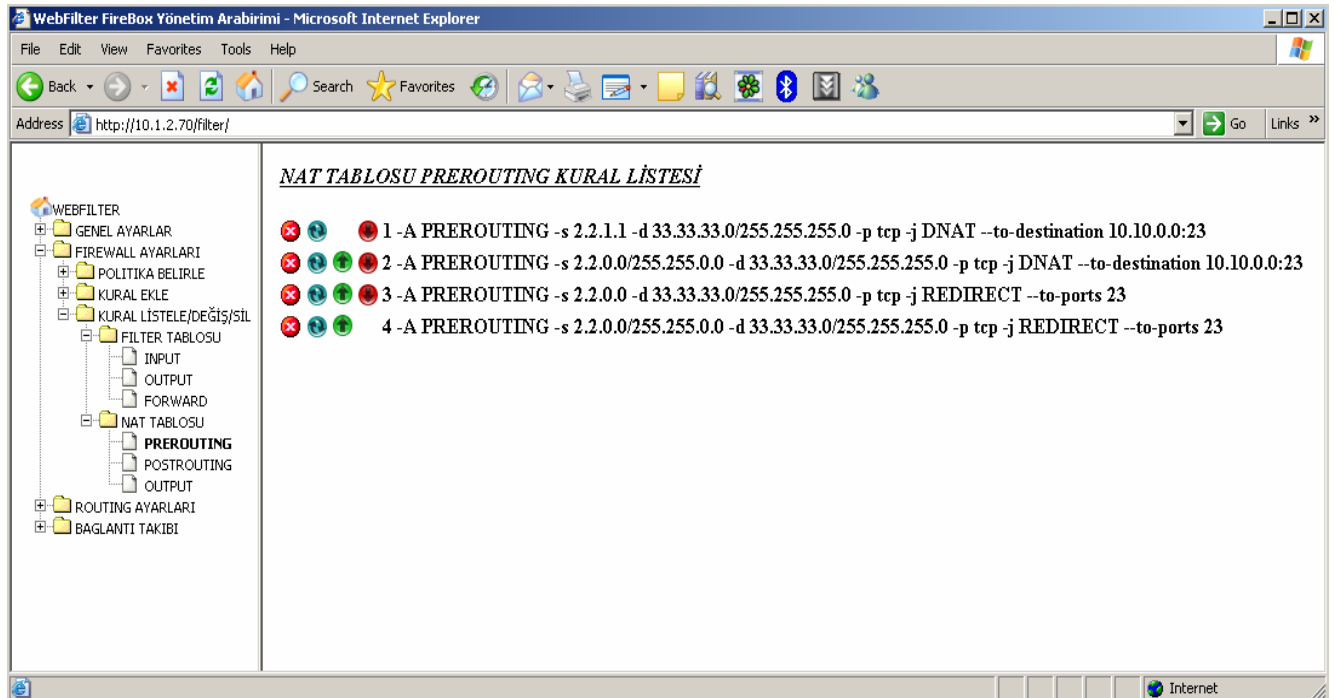 WebFilter FireBox Yönetim Arabirimi - Microsoft Internet Explorer
File Edit View Favorites Tools Help
Back Search Favorites
Address http://10.1.2.70/filter/ Go Links »
WEBFILTER
GENEL AYARLAR
FIREWALL AYARLARI
POLITIKA BELIRLE
KURAL EKLE
KURAL LİSTELE/DEĞİŞ/SİL
FILTER TABLOSU
INPUT
OUTPUT
FORWARD
NAT TABLOSU
PREROUTING
POSTROUTING
OUTPUT
ROUTING AYARLARI
BAGLANTI TAKIBI
NAT TABLOSU PREROUTING KURAL LİSTESİ
1 -A PREROUTING -s 2.2.1.1 -d 33.33.33.0/255.255.255.0 -p tcp -j DNAT --to-destination 10.10.0.0:23
2 -A PREROUTING -s 2.2.0.0/255.255.0.0 -d 33.33.33.0/255.255.255.0 -p tcp -j DNAT --to-destination 10.10.0.0:23
3 -A PREROUTING -s 2.2.0.0 -d 33.33.33.0/255.255.255.0 -p tcp -j REDIRECT --to-ports 23
4 -A PREROUTING -s 2.2.0.0/255.255.0.0 -d 33.33.33.0/255.255.255.0 -p tcp -j REDIRECT --to-ports 23
Internet